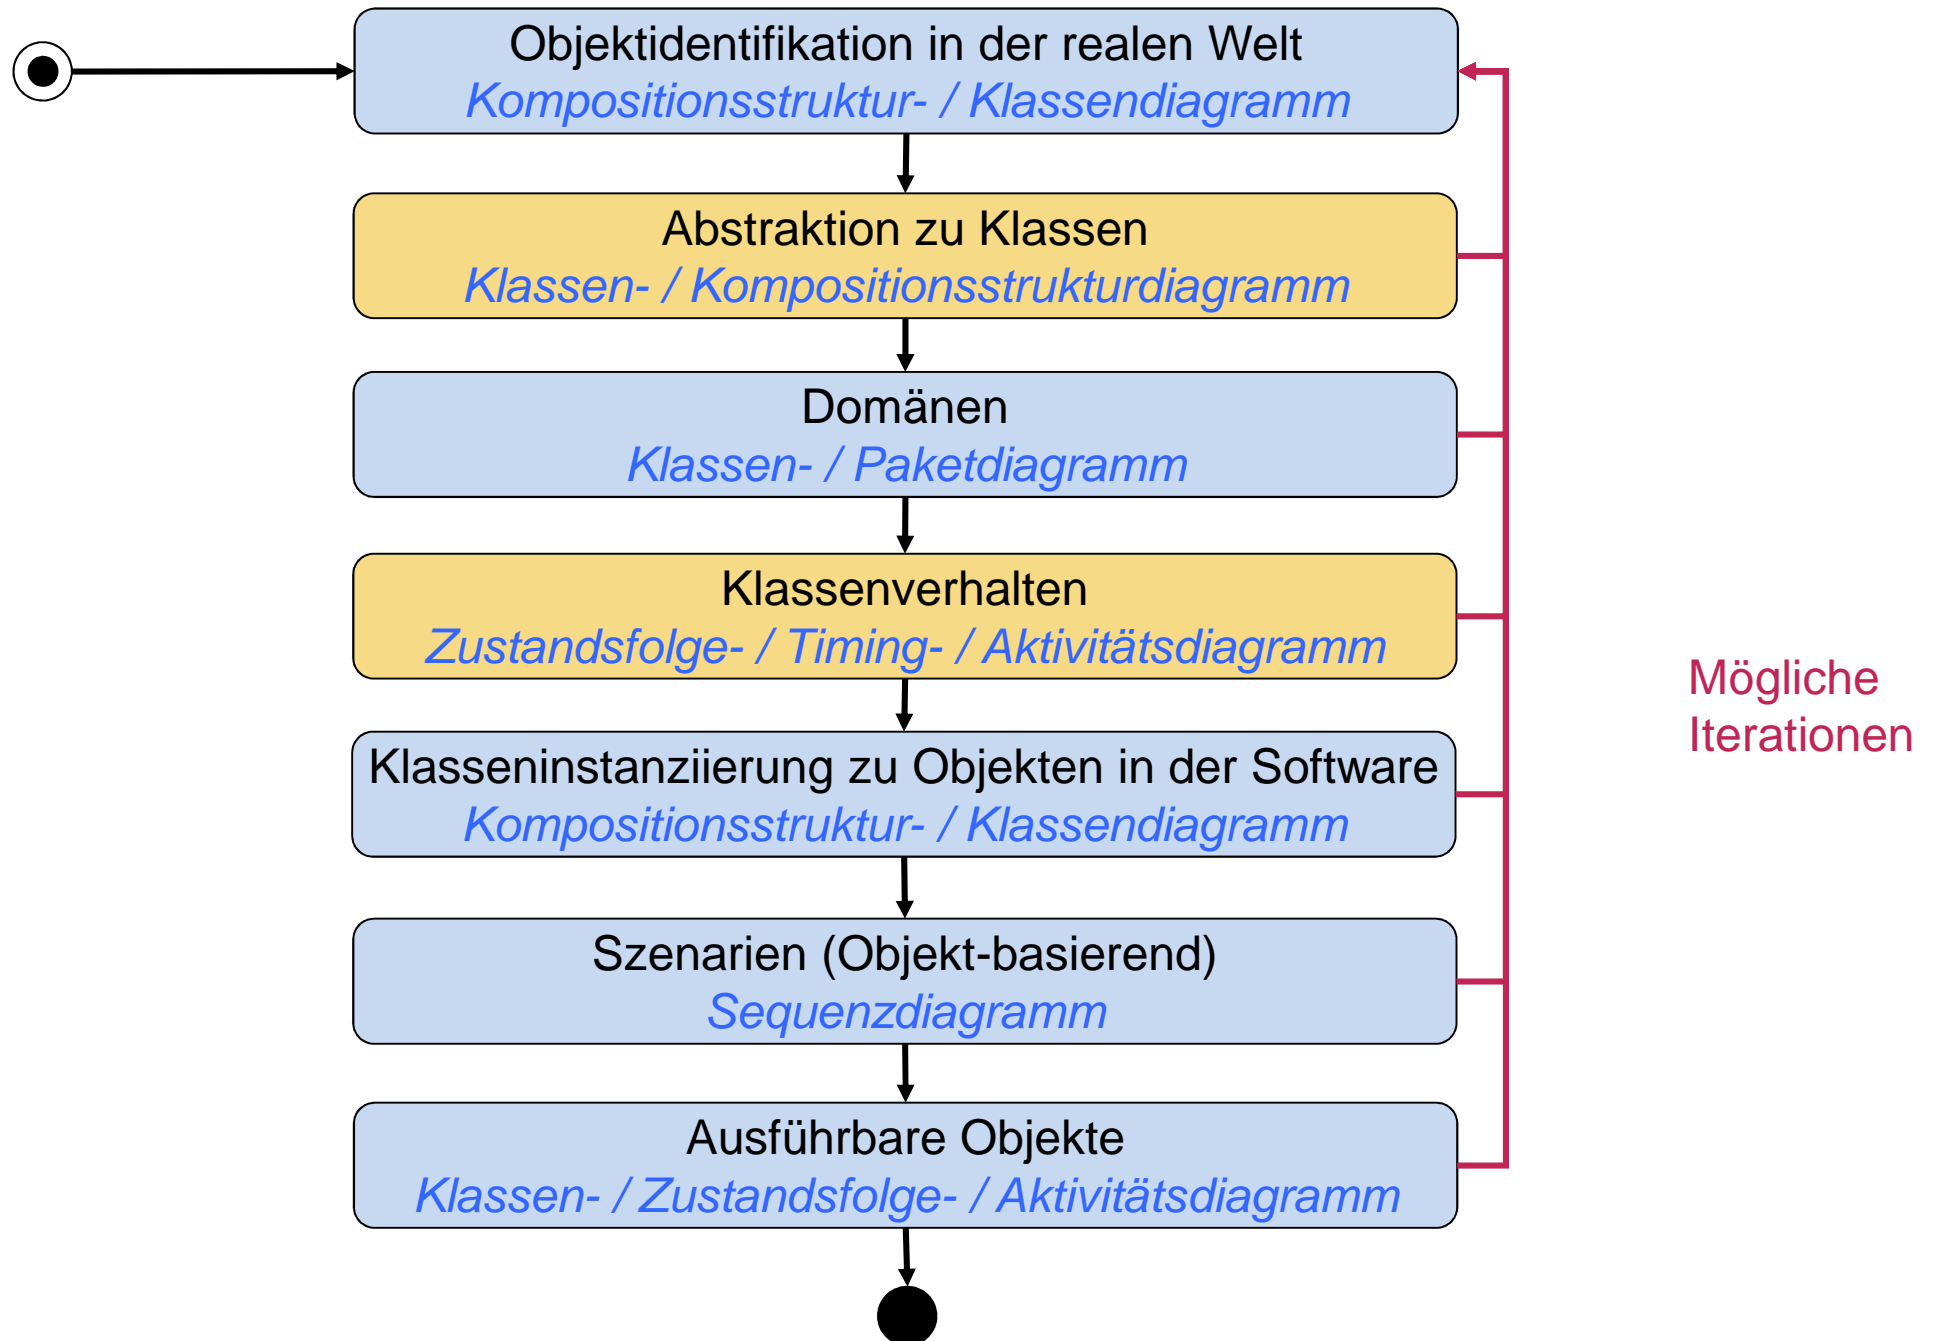 Objektidentifikation in der realen Welt
Kompositionsstruktur- / Klassendiagramm
Abstraktion zu Klassen
Klassen- / Kompositionsstrukturdiagramm
Domänen
Klassen- / Paketdiagramm
Klassenverhalten
Zustandsfolge- / Timing- / Aktivitätsdiagramm
Mögliche
Iterationen
Klasseninstanziierung zu Objekten in der Software
Kompositionsstruktur- / Klassendiagramm
Szenarien (Objekt-basierend)
Sequenzdiagramm
Ausführbare Objekte
Klassen- / Zustandsfolge- / Aktivitätsdiagramm